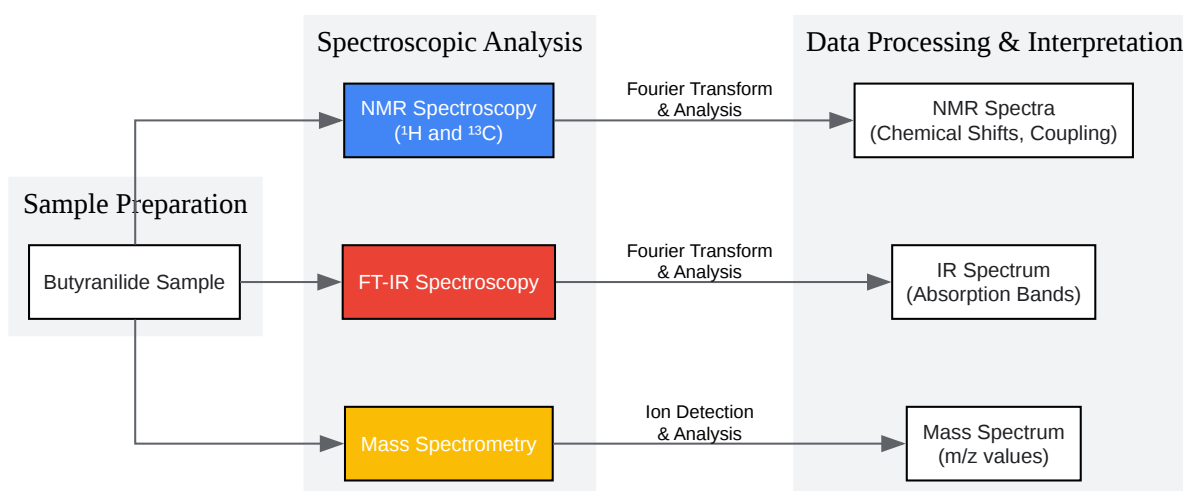 Spectroscopic Analysis
Data Processing & Interpretation
NMR Spectroscopy
(¹H and ¹³C)
Fourier Transform
& Analysis
NMR Spectra
(Chemical Shifts, Coupling)
Sample Preparation
Butyranilide Sample
FT-IR Spectroscopy
Fourier Transform
& Analysis
IR Spectrum
(Absorption Bands)
Mass Spectrometry
Ion Detection
& Analysis
Mass Spectrum
(m/z values)